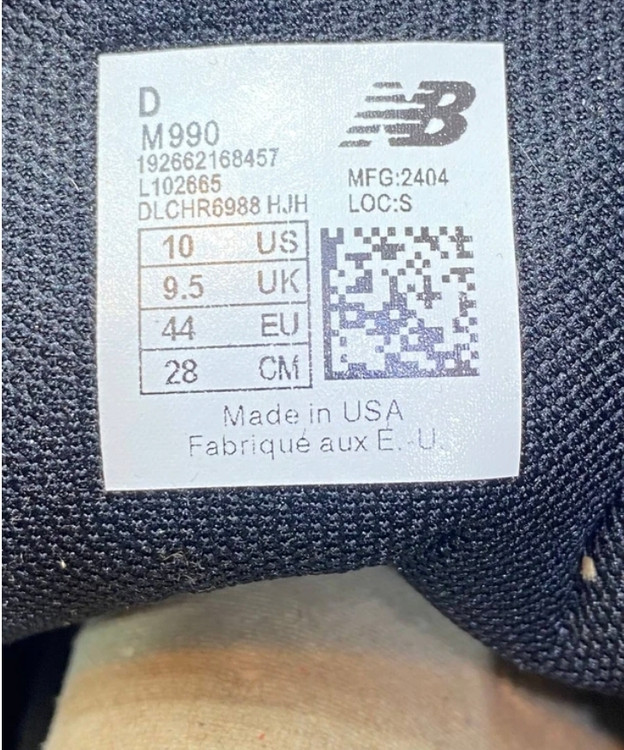 D
M990
192662168457
L102665
DLCHR6988 HJH
NB
MFG:2404
LOC:S
10 US
9.5 UK
44 EU
28 CM
Made in USA
Fabriqué aux É.-U.